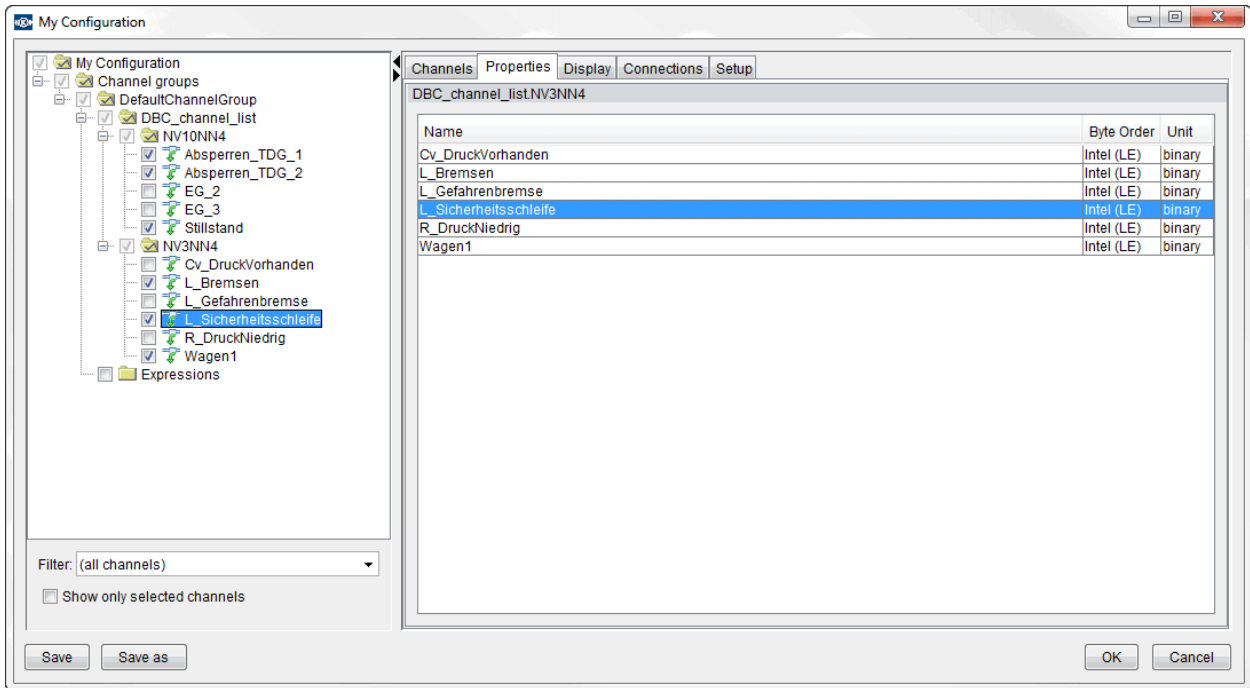 My Configuration
My Configuration
Channel groups
DefaultChannelGroup
DBC_channel_list
NV10NN4
Absperren_TDG_1
Absperren_TDG_2
EG_2
EG_3
Stillstand
NV3NN4
Cv_DruckVorhanden
L_Bremsen
L_Gefahrenbremse
L_Sicherheitsschleife
R_DruckNiedrig
Wagen1
Expressions
Filter: (all channels)
Show only selected channels
Channels Properties Display Connections Setup
DBC_channel_list.NV3NN4
Name Byte Order Unit
Cv_DruckVorhanden Intel (LE) binary
L_Bremsen Intel (LE) binary
L_Gefahrenbremse Intel (LE) binary
L_Sicherheitsschleife Intel (LE) binary
R_DruckNiedrig Intel (LE) binary
Wagen1 Intel (LE) binary
Save Save as OK Cancel